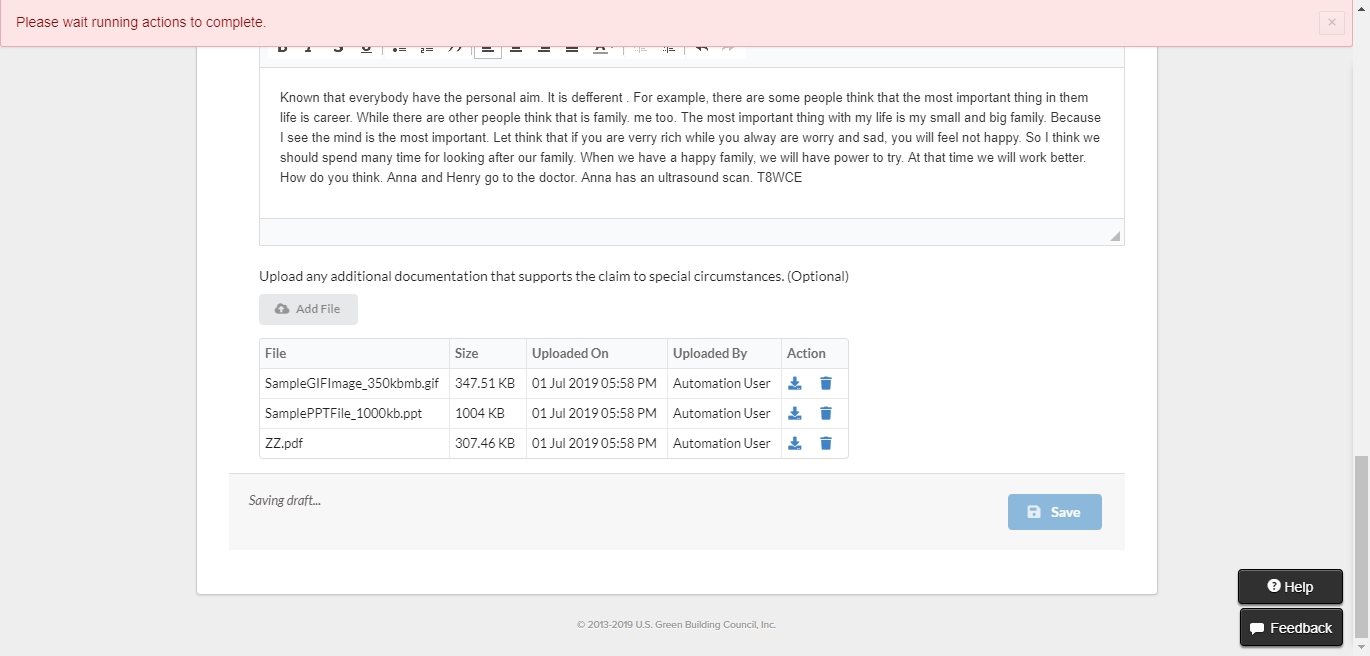 Please wait running actions to complete.
Known that everybody have the personal aim. It is defferent . For example, there are some people think that the most important thing in them
life is career. While there are other people think that is family. me too. The most important thing with my life is my small and big family. Because
I see the mind is the most important. Let think that if you are verry rich while you alway are worry and sad, you will feel not happy. So I think we
should spend many time for looking after our family. When we have a happy family, we will have power to try. At that time we will work better.
How do you think. Anna and Henry go to the doctor. Anna has an ultrasound scan. T8WCE
Upload any additional documentation that supports the claim to special circumstances. (Optional)
Add File
File Size Uploaded On Uploaded By Action
SampleGIFImage_350kbmb.gif 347.51 KB 01 Jul 2019 05:58 PM Automation User
SamplePPTFile_1000kb.ppt 1004 KB 01 Jul 2019 05:58 PM Automation User
ZZ.pdf 307.46 KB 01 Jul 2019 05:58 PM Automation User
Saving draft...
Save
Help
Feedback
© 2013-2019 U.S. Green Building Council, Inc.